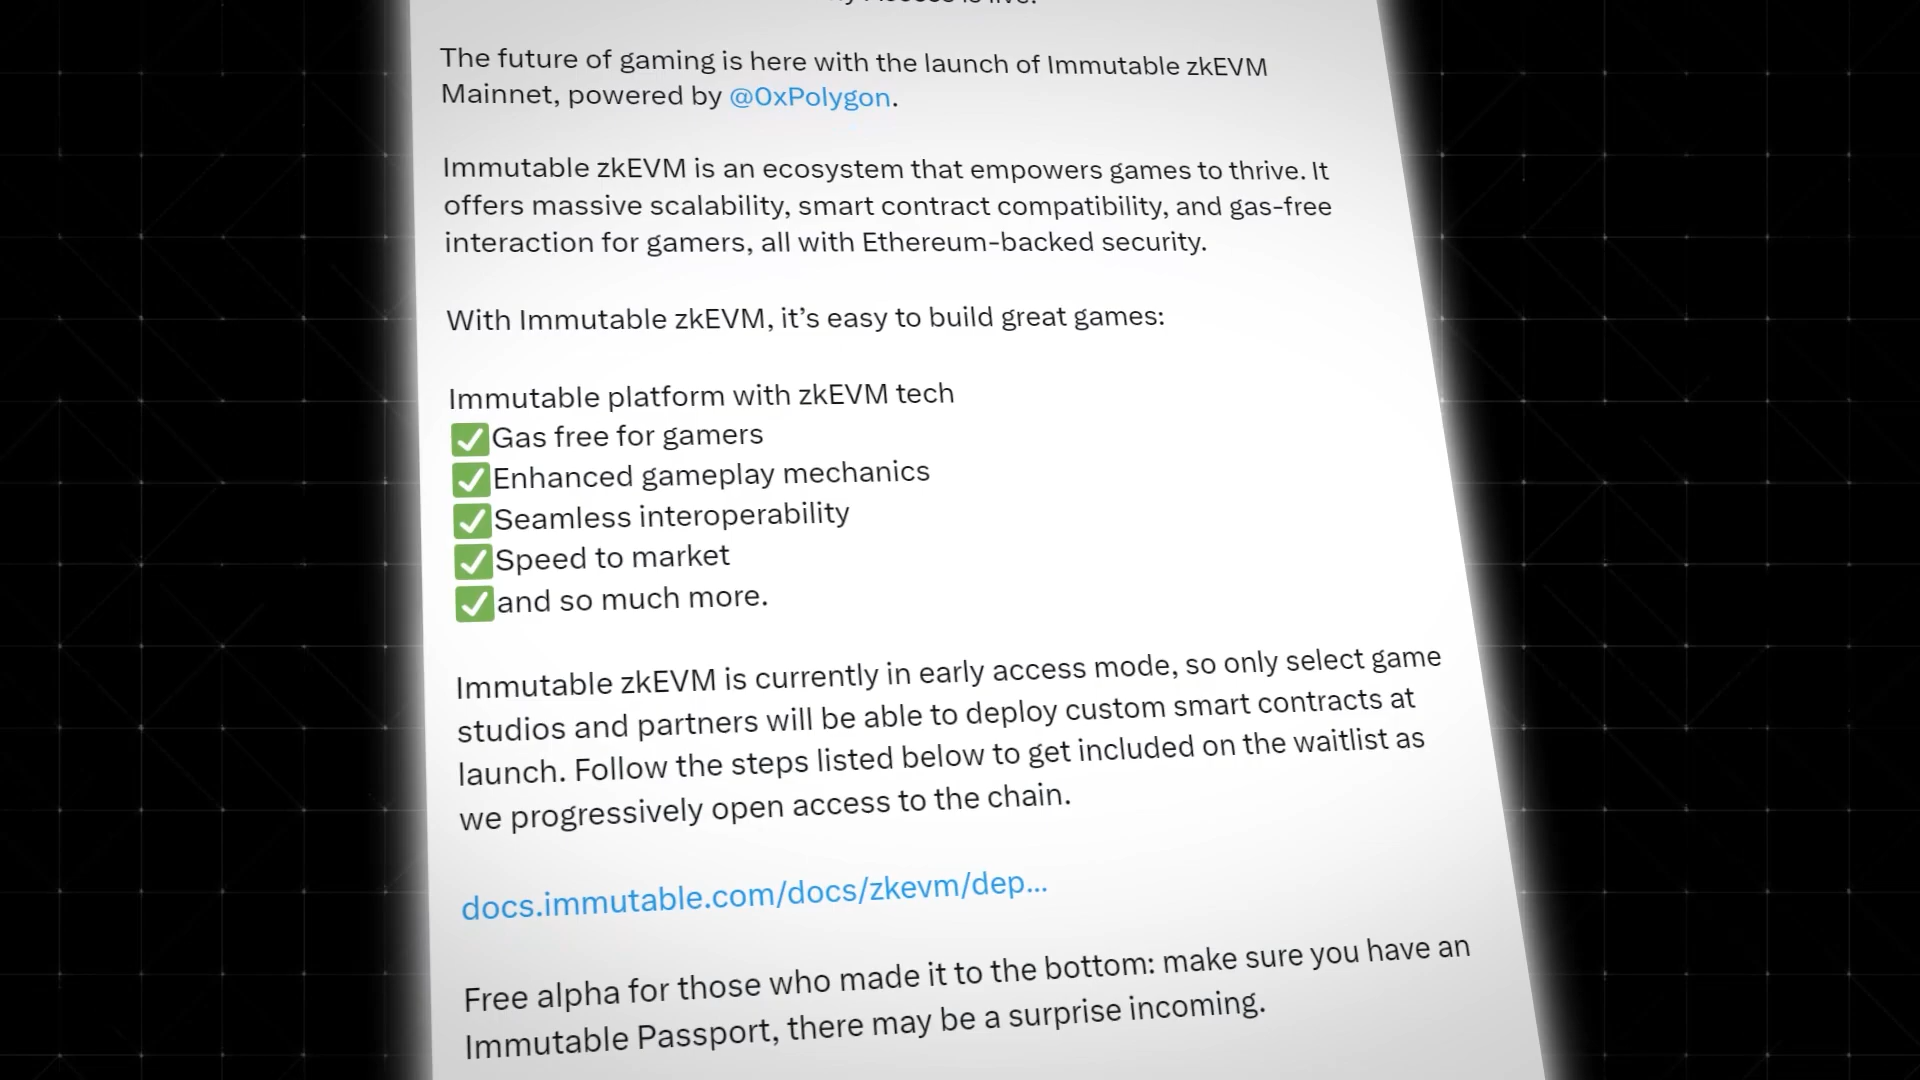 is live.
The future of gaming is here with the launch of Immutable zkEVM
Mainnet, powered by @0xPolygon.
Immutable zkEVM is an ecosystem that empowers games to thrive. It
offers massive scalability, smart contract compatibility, and gas-free
interaction for gamers, all with Ethereum-backed security.
With Immutable zkEVM, it’s easy to build great games:
Immutable platform with zkEVM tech
✅Gas free for gamers
✅Enhanced gameplay mechanics
✅Seamless interoperability
✅Speed to market
✅and so much more.
Immutable zkEVM is currently in early access mode, so only select game
studios and partners will be able to deploy custom smart contracts at
launch. Follow the steps listed below to get included on the waitlist as
we progressively open access to the chain.
docs.immutable.com/docs/zkevm/dep...
Free alpha for those who made it to the bottom: make sure you have an
Immutable Passport, there may be a surprise incoming.